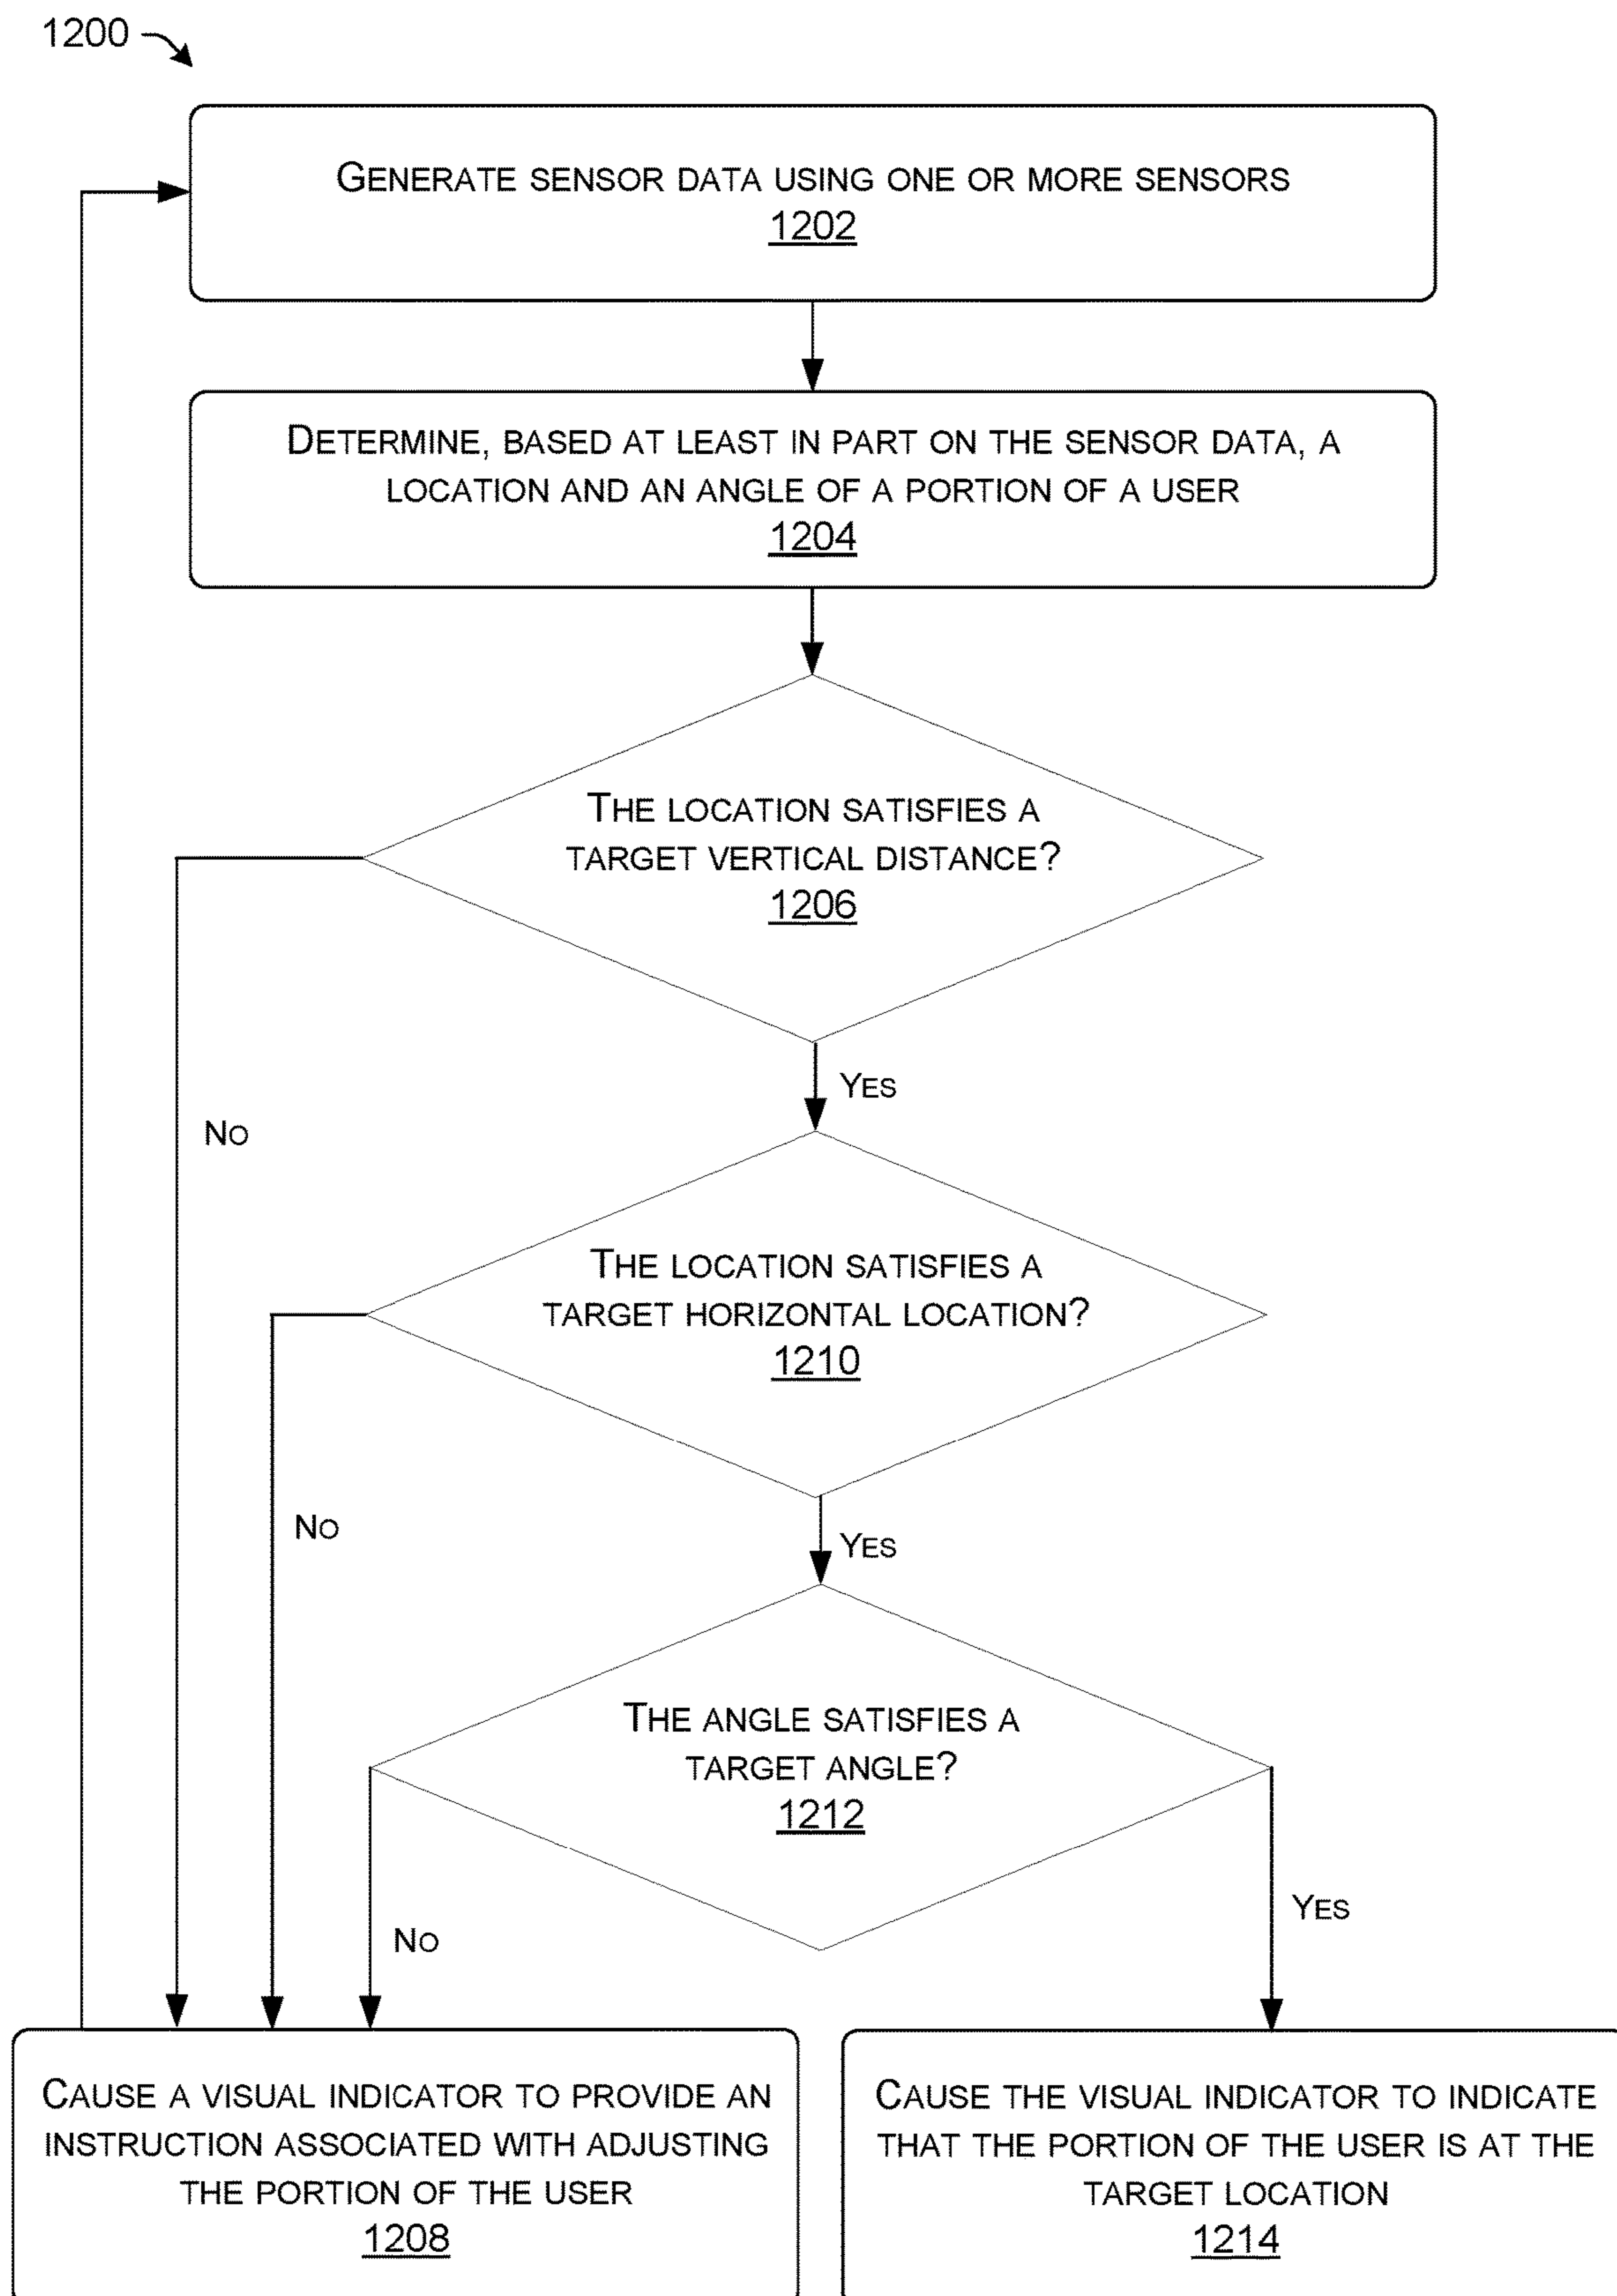 1200
GENERATE SENSOR DATA USING ONE OR MORE SENSORS
1202
DETERMINE, BASED AT LEAST IN PART ON THE SENSOR DATA, A
LOCATION AND AN ANGLE OF A PORTION OF A USER
1204
THE LOCATION SATISFIES A
TARGET VERTICAL DISTANCE?
1206
YES
NO
THE LOCATION SATISFIES A
TARGET HORIZONTAL LOCATION?
1210
NO
YES
THE ANGLE SATISFIES A
TARGET ANGLE?
1212
YES
NO
CAUSE A VISUAL INDICATOR TO PROVIDE AN
INSTRUCTION ASSOCIATED WITH ADJUSTING
THE PORTION OF THE USER
1208
CAUSE THE VISUAL INDICATOR TO INDICATE
THAT THE PORTION OF THE USER IS AT THE
TARGET LOCATION
1214